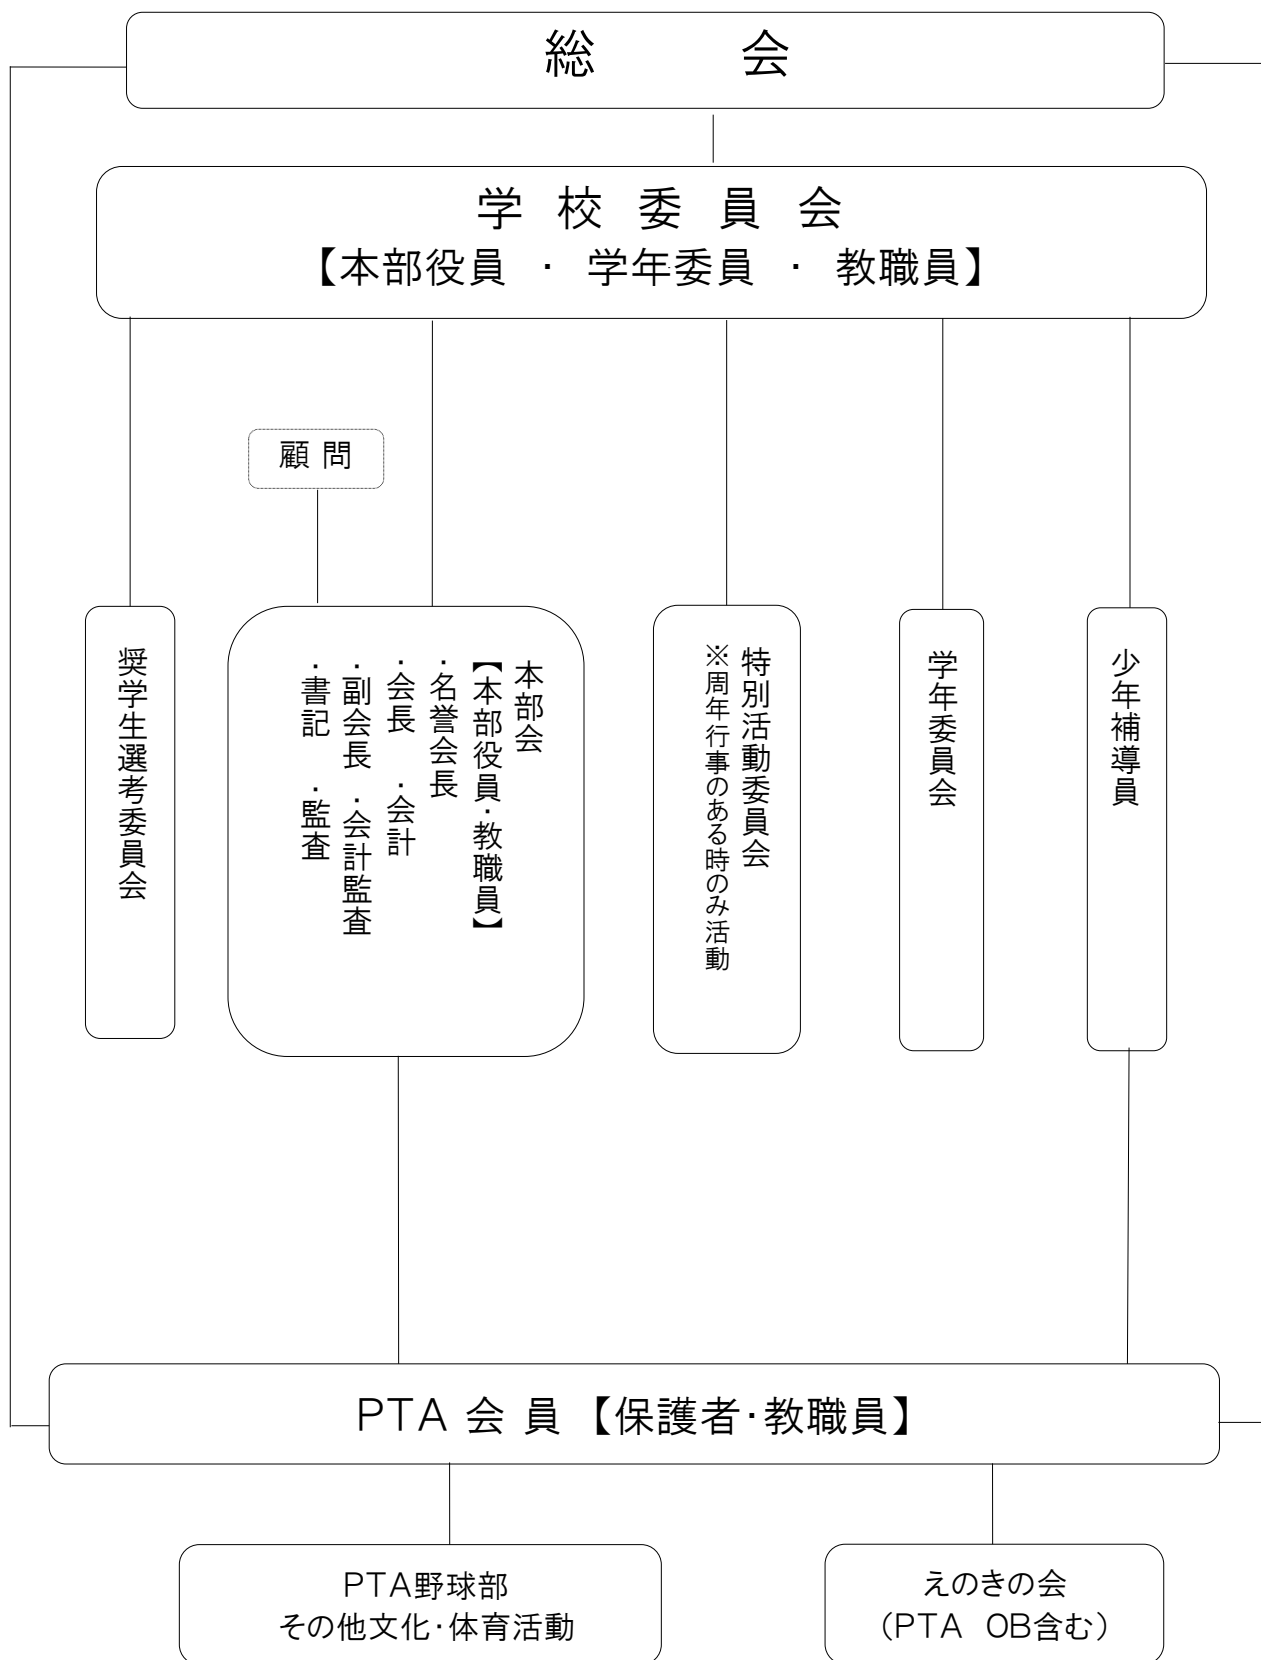 総　会
学校委員会
【本部役員 ・ 学年委員 ・ 教職員】
顧問
奨学生選考委員会
本部会
【本部役員・教職員】
・名誉会長
・会長 ・会計
・副会長 ・会計監査
・書記 ・監査
特別活動委員会
※周年行事のある時のみ活動
学年委員会
少年補導員
PTA 会 員 【保護者・教職員】
PTA野球部
その他文化・体育活動
えのきの会
(PTA OB含む)